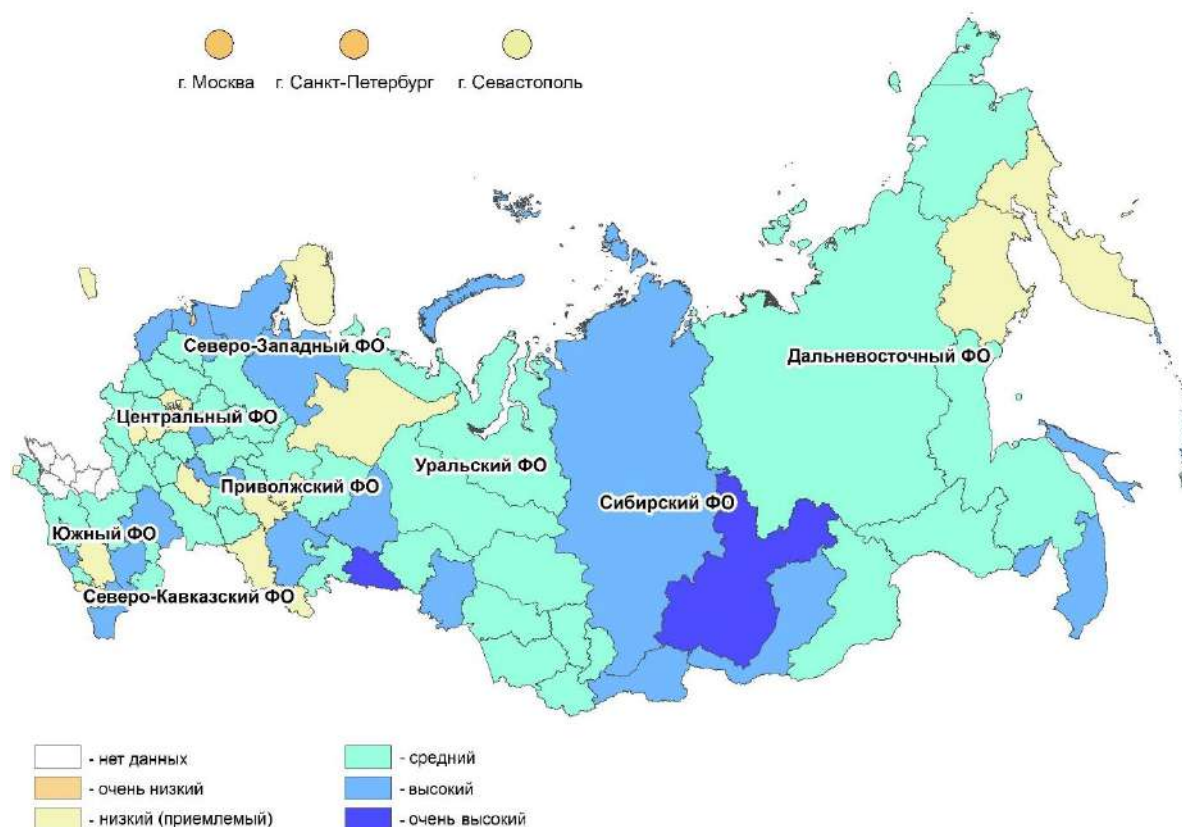 г. Москва г. Санкт-Петербург г. Севастополь
Северо-Западный ФО
Дальневосточный ФО
Центральный ФО
Уральский ФО
Приволжский ФО
Сибирский ФО
Южный ФО
Северо-Кавказский ФО
- нет данных
- очень низкий
- низкий (приемлемый)
- средний
- высокий
- очень высокий